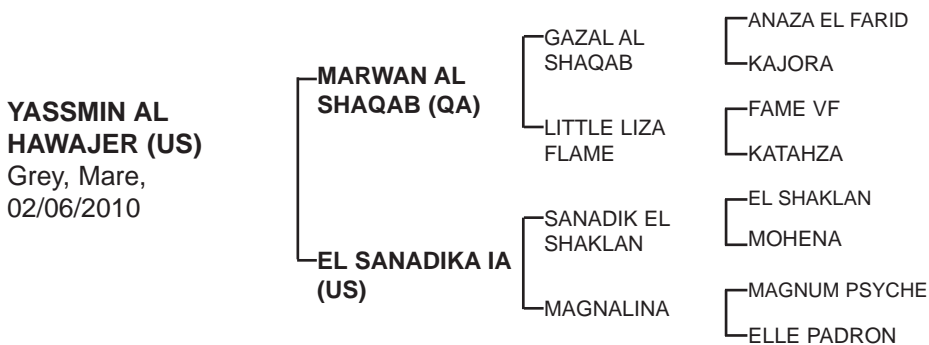 YASSMIN AL
HAWAJER (US)
Grey, Mare,
02/06/2010
MARWAN AL
SHAQAB (QA)
EL SANADIKA IA
(US)
GAZAL AL
SHAQAB
LITTLE LIZA
FLAME
SANADIK EL
SHAKLAN
MAGNALINA
ANAZA EL FARID
KAJORA
FAME VF
KATAHZA
EL SHAKLAN
MOHENA
MAGNUM PSYCHE
ELLE PADRON